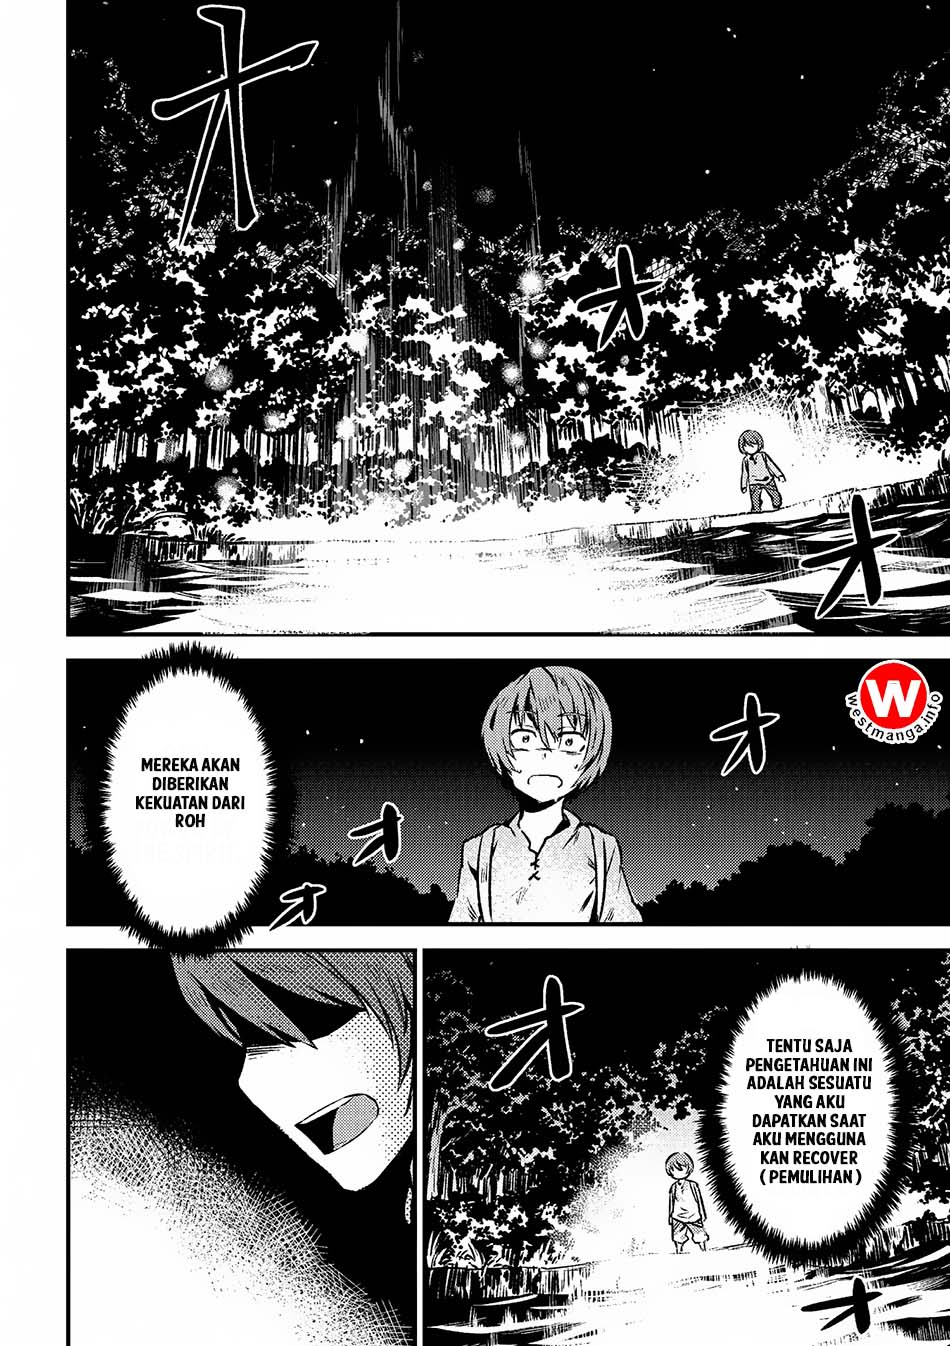 オ
オ
オ
W
westmanga.info
オ
オ
オ
MEREKA AKAN
DIBERIKAN
KEKUATAN DARI
ROH
オ
TENTU SAJA
PENGETAHUAN INI
ADALAH SESUATU
YANG AKU
DAPATKAN SAAT
AKU MENGGUNA
KAN RECOVER
( PEMULIHAN )
オ